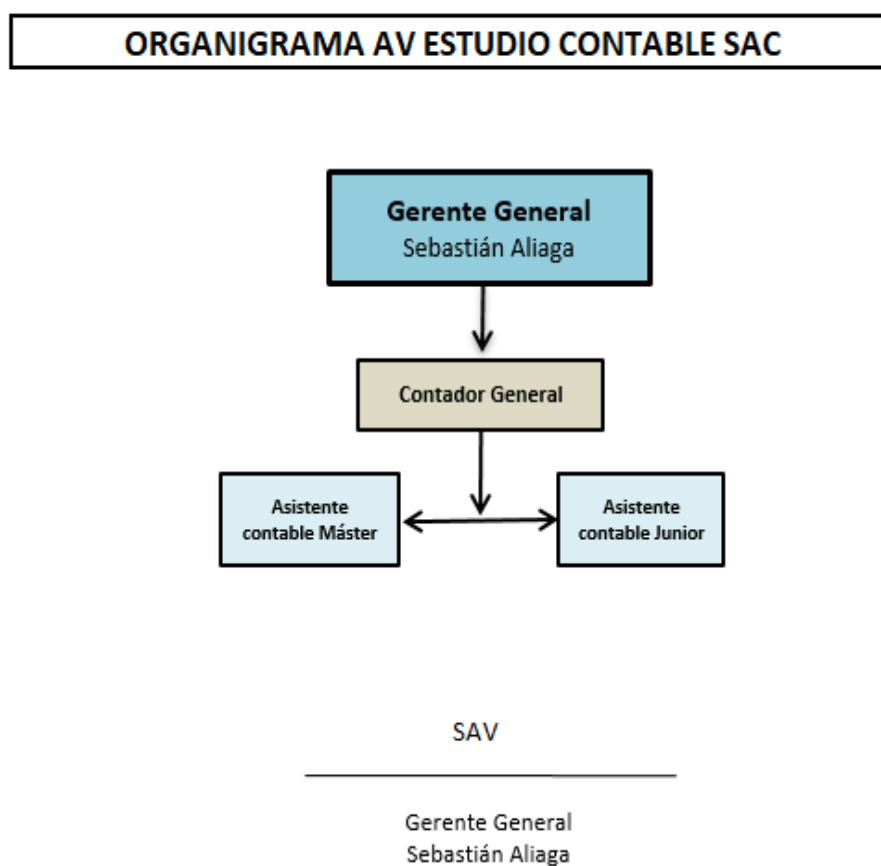 ORGANIGRAMA AV ESTUDIO CONTABLE SAC
Gerente General
Sebastián Aliaga
Contador General
Asistente
contable Máster
Asistente
contable Junior
SAV
Gerente General
Sebastián Aliaga